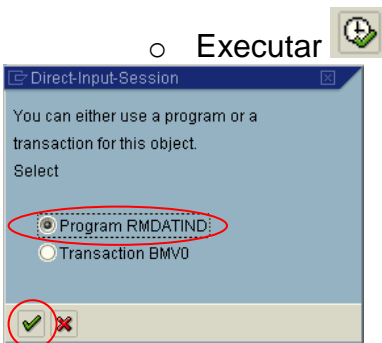 o Executar
Direct-Input-Session
You can either use a program or a
transaction for this object.
Select
Program RMDATIND
Transaction BMV0